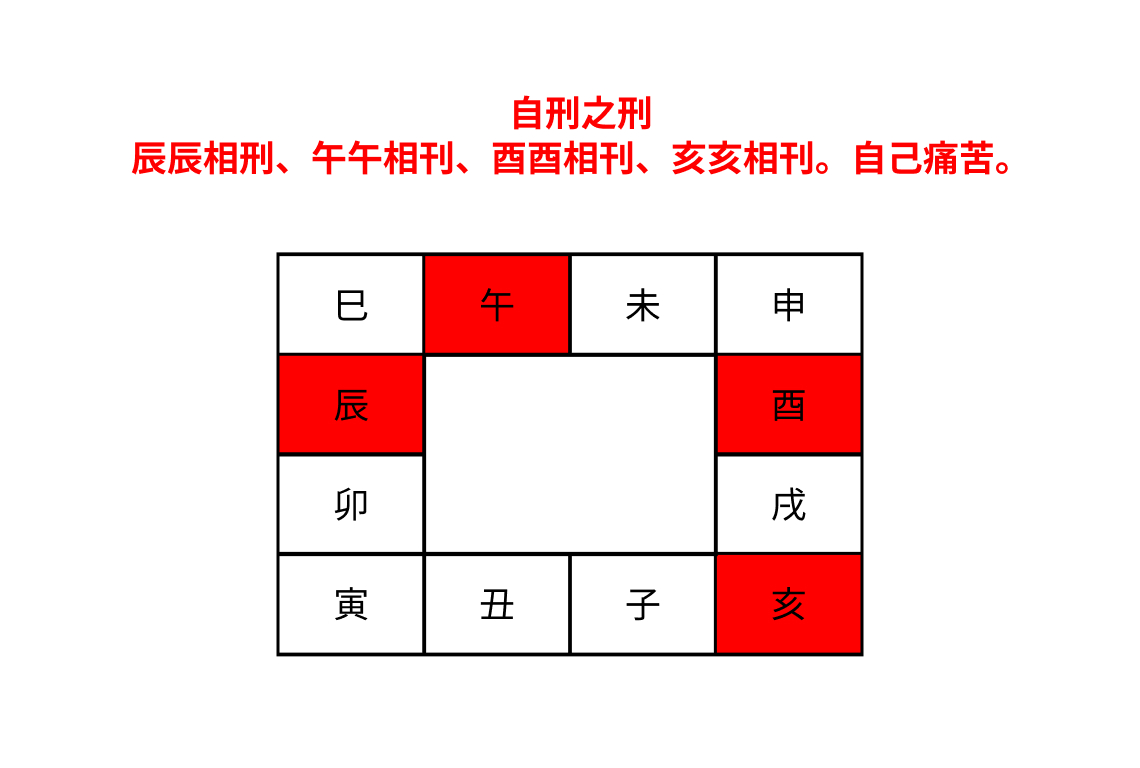 自刑之刑
辰辰相刑、午午相刊、酉酉相刊、亥亥相刊。自己痛苦。
巳 午 未 申
辰 酉
卯 戌
寅 丑 子 亥